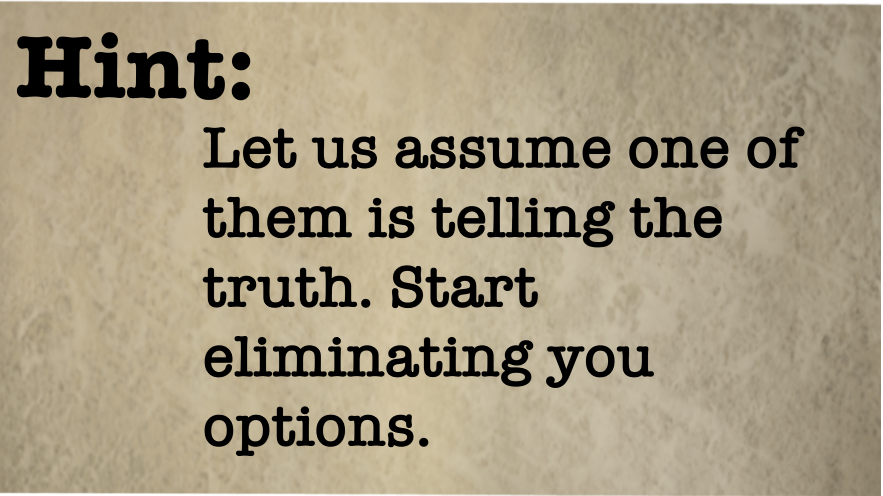 Hint:
Let us assume one of
them is telling the
truth. Start
eliminating you
options.